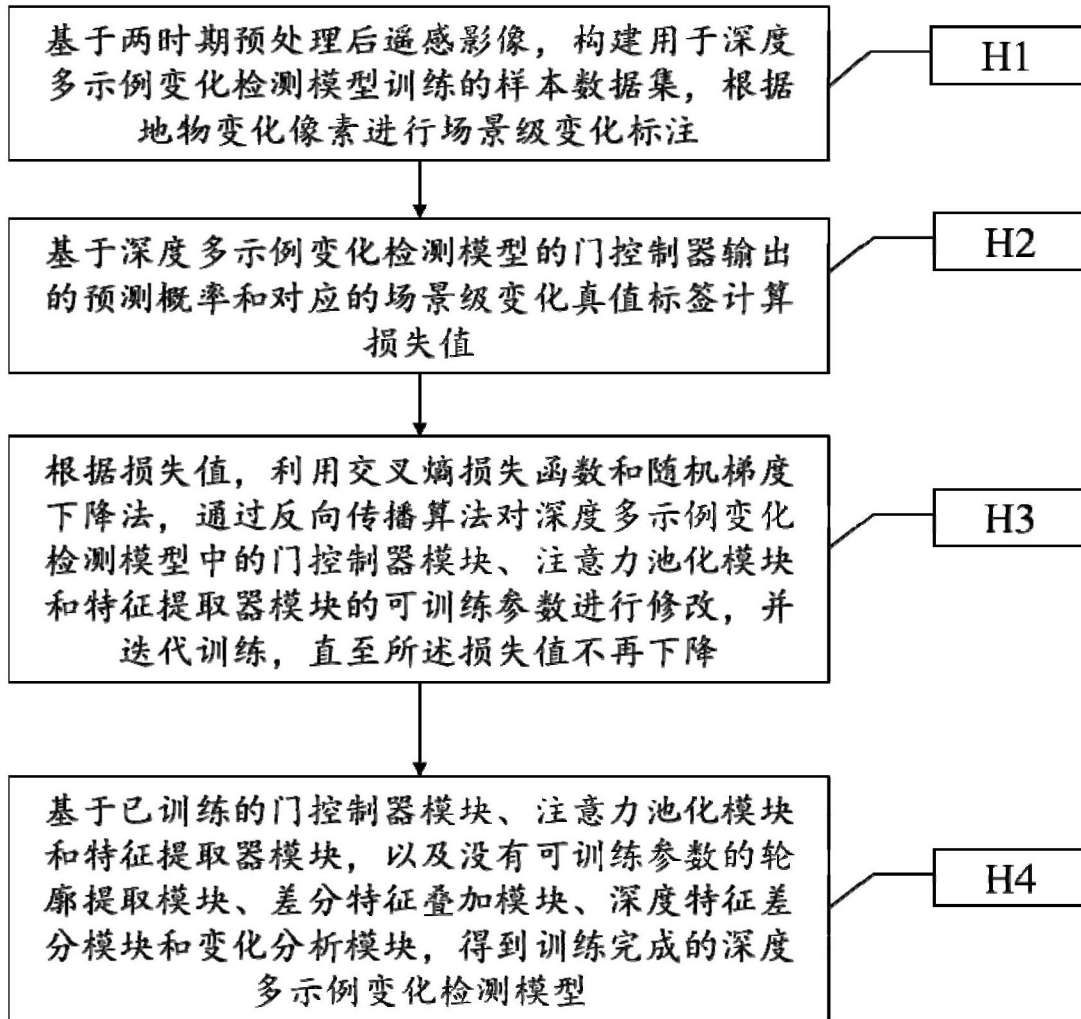 基于两时期预处理后遥感影像，构建用于深度
多示例变化检测模型训练的样本数据集，根据
地物变化像素进行场景级变化标注
H1
基于深度多示例变化检测模型的门控制器输出
的预测概率和对应的场景级变化真值标签计算
损失值
H2
根据损失值，利用交叉熵损失函数和随机梯度
下降法，通过反向传播算法对深度多示例变化
检测模型中的门控制器模块、注意力池化模块
和特征提取器模块的可训练参数进行修改，并
迭代训练，直至所述损失值不再下降
H3
基于已训练的门控制器模块、注意力池化模块
和特征提取器模块，以及没有可训练参数的轮
廓提取模块、差分特征叠加模块、深度特征差
分模块和变化分析模块，得到训练完成的深度
多示例变化检测模型
H4